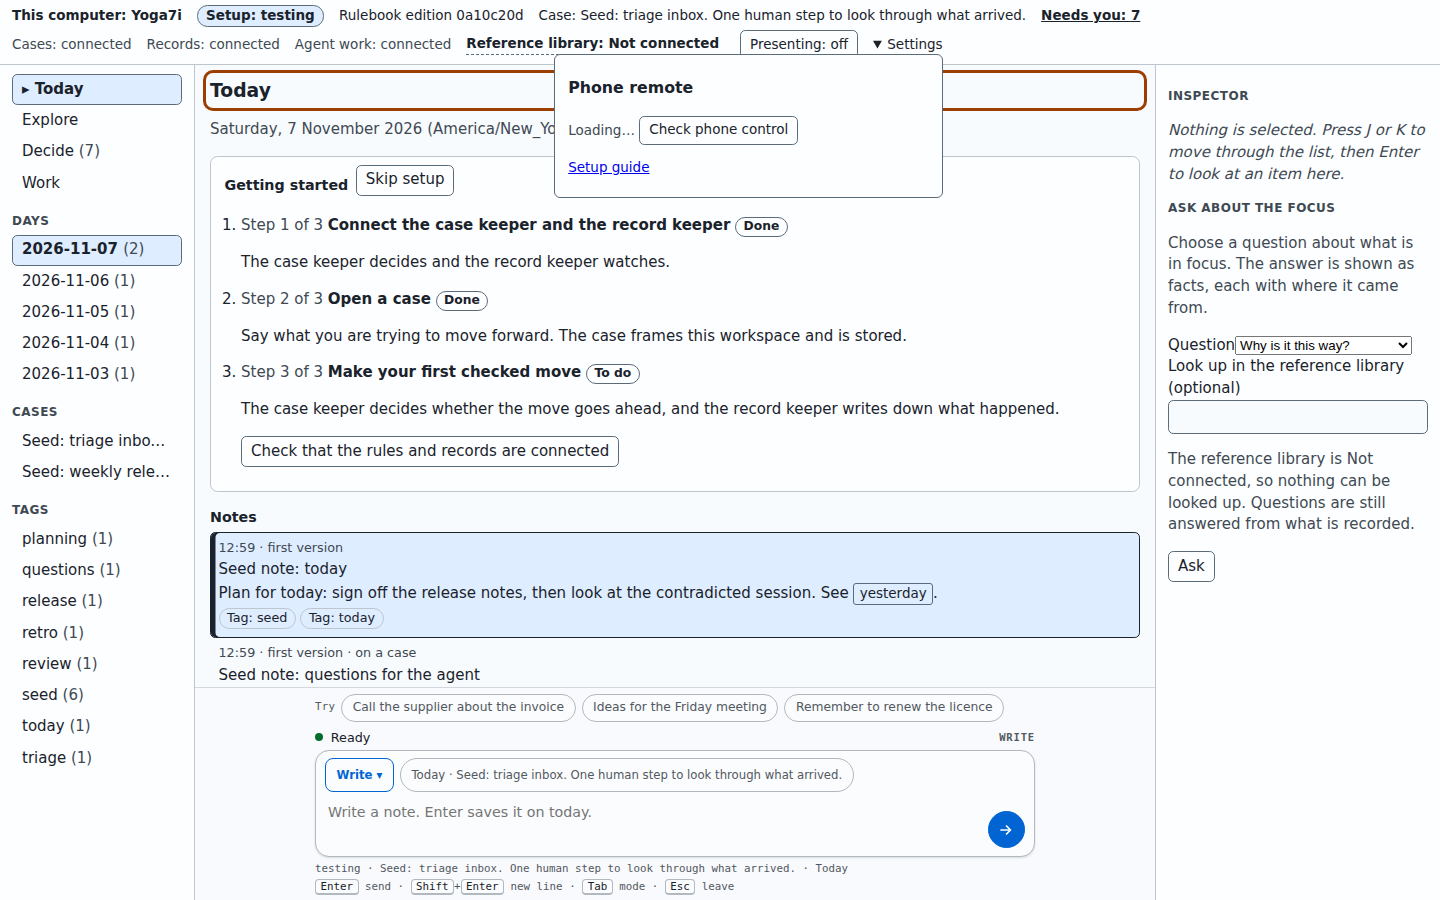 This computer: Yoga7i Setup: testing Rulebook edition 0a10c20d Case: Seed: triage inbox. One human step to look through what arrived. Needs you: 7
Cases: connected Records: connected Agent work: connected Reference library: Not connected Presenting: off ▼ Settings
▸ Today
Explore
Decide (7)
Work
DAYS
2026-11-07 (2)
2026-11-06 (1)
2026-11-05 (1)
2026-11-04 (1)
2026-11-03 (1)
CASES
Seed: triage inbo…
Seed: weekly rele…
TAGS
planning (1)
questions (1)
release (1)
retro (1)
review (1)
seed (6)
today (1)
triage (1)
Today
Saturday, 7 November 2026 (America/New_Yo
Phone remote
Loading… Check phone control
Setup guide
Getting started Skip setup
1. Step 1 of 3 Connect the case keeper and the record keeper Done
The case keeper decides and the record keeper watches.
2. Step 2 of 3 Open a case Done
Say what you are trying to move forward. The case frames this workspace and is stored.
3. Step 3 of 3 Make your first checked move To do
The case keeper decides whether the move goes ahead, and the record keeper writes down what happened.
Check that the rules and records are connected
Notes
12:59 · first version
Seed note: today
Plan for today: sign off the release notes, then look at the contradicted session. See yesterday.
Tag: seed Tag: today
12:59 · first version · on a case
Seed note: questions for the agent
Try Call the supplier about the invoice Ideas for the Friday meeting Remember to renew the licence
Ready WRITE
Write ▾ Today · Seed: triage inbox. One human step to look through what arrived.
Write a note. Enter saves it on today.
testing · Seed: triage inbox. One human step to look through what arrived. · Today
Enter send · Shift+Enter new line · Tab mode · Esc leave
INSPECTOR
Nothing is selected. Press J or K to
move through the list, then Enter
to look at an item here.
ASK ABOUT THE FOCUS
Choose a question about what is
in focus. The answer is shown as
facts, each with where it came
from.
Question Why is it this way?
Look up in the reference library
(optional)
The reference library is Not
connected, so nothing can be
looked up. Questions are still
answered from what is recorded.
Ask